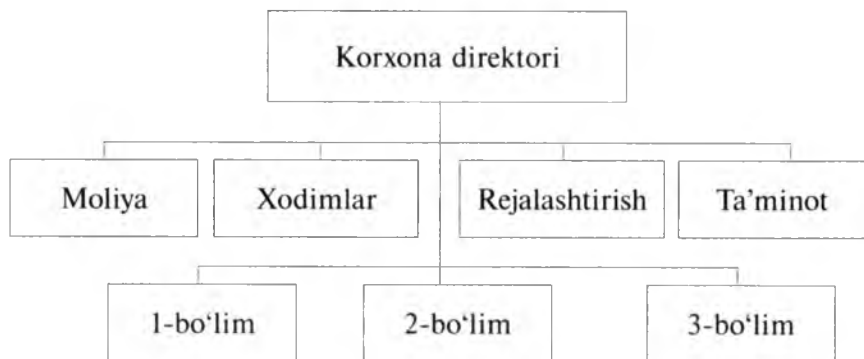 Korxona direktori
Moliya
Xodimlar
Rejalashtirish
Ta’minot
1-bo‘lim
2-bo‘lim
3-bo‘lim